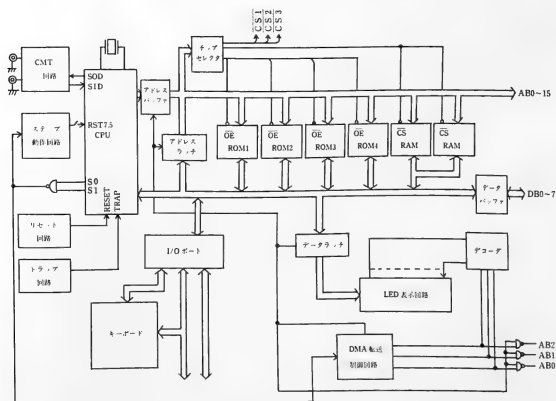 CS1
CS2
CS3
チップ
セレクタ
CMT
回路
SOD
SID
アドレス
バッファ
AB0~15
ステップ
動作回路
RST7.5
CPU
アドレス
ラッチ
OE
ROM1
OE
ROM2
OE
ROM3
OE
ROM4
CS
RAM
CS
RAM
S0
S1
RESET
TRAP
データ
バッファ
DB0~7
リセット
回路
トラップ
回路
I/Oポート
データラッチ
デコーダ
LED表示回路
キーボード
DMA転送
制御回路
AB2
AB1
AB0